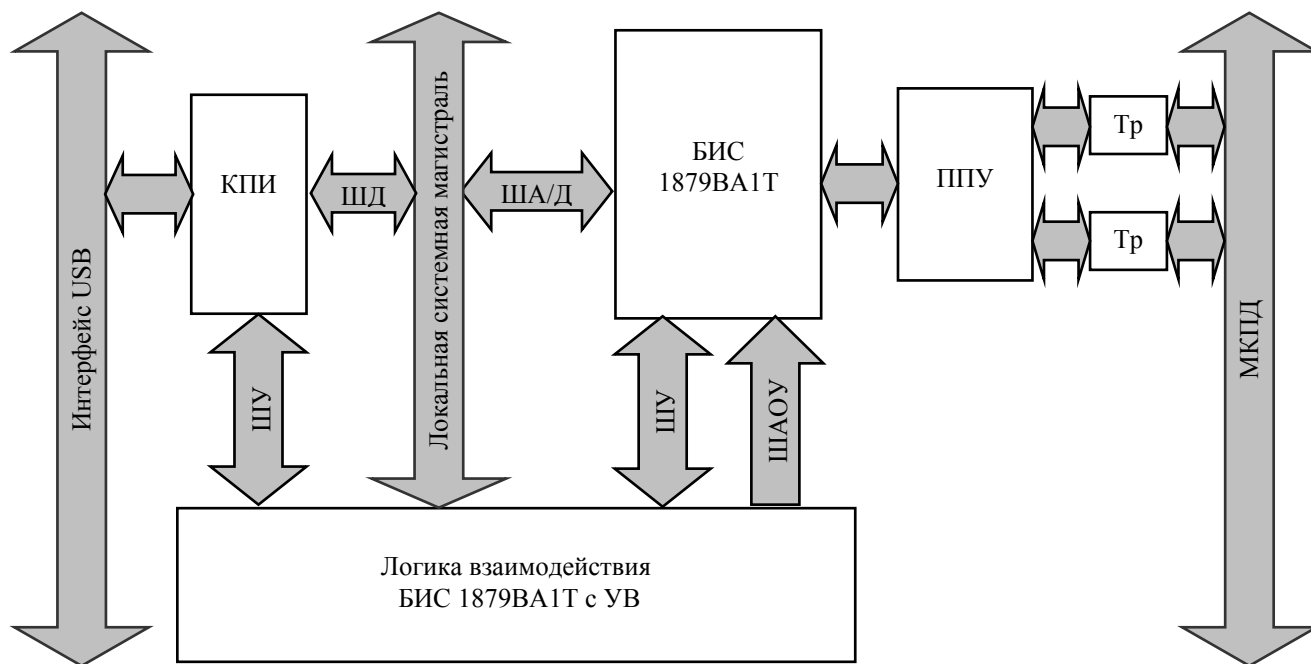 Интерфейс USB
КПИ
ШУ
ШД
Локальная системная магистраль
ША/Д
БИС
1879ВА1Т
ШУ
ШАОУ
ППУ
Тр
Тр
МКПД
Логика взаимодействия
БИС 1879ВА1Т с УВ